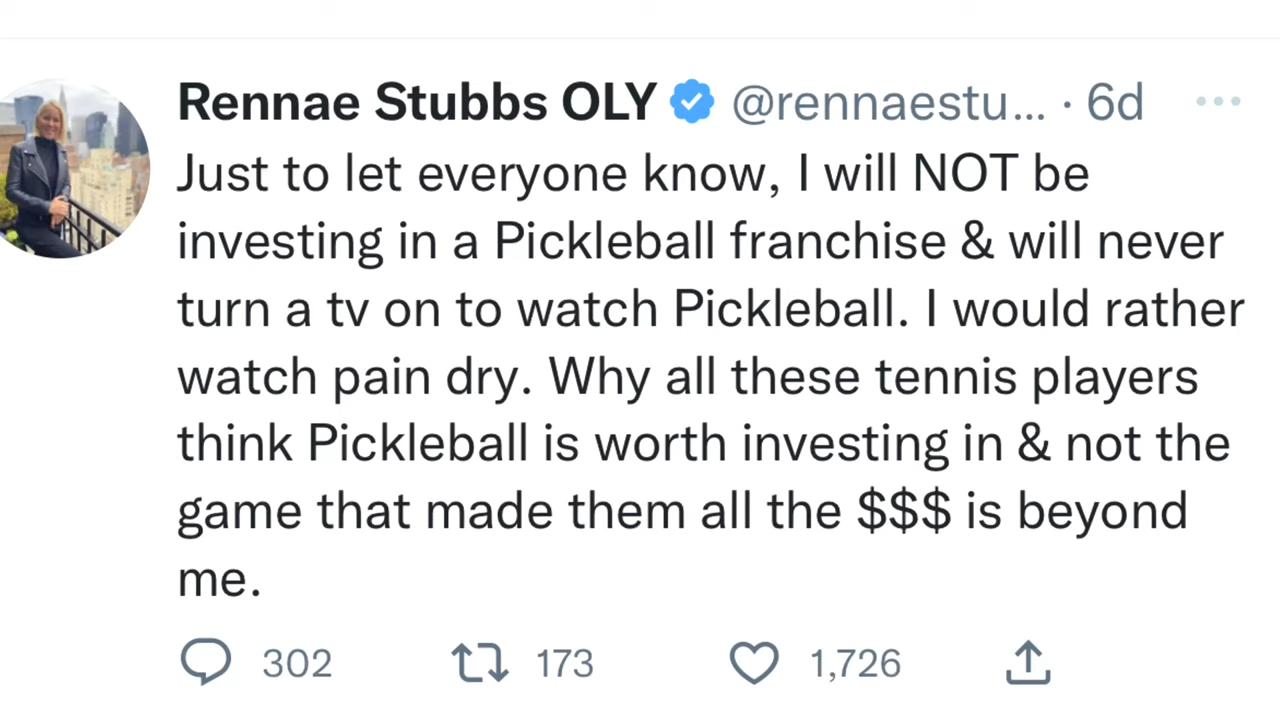 Rennae Stubbs OLY @rennaestu... · 6d
Just to let everyone know, I will NOT be
investing in a Pickleball franchise & will never
turn a tv on to watch Pickleball. I would rather
watch pain dry. Why all these tennis players
think Pickleball is worth investing in & not the
game that made them all the $$$ is beyond
me.
302 173 1,726